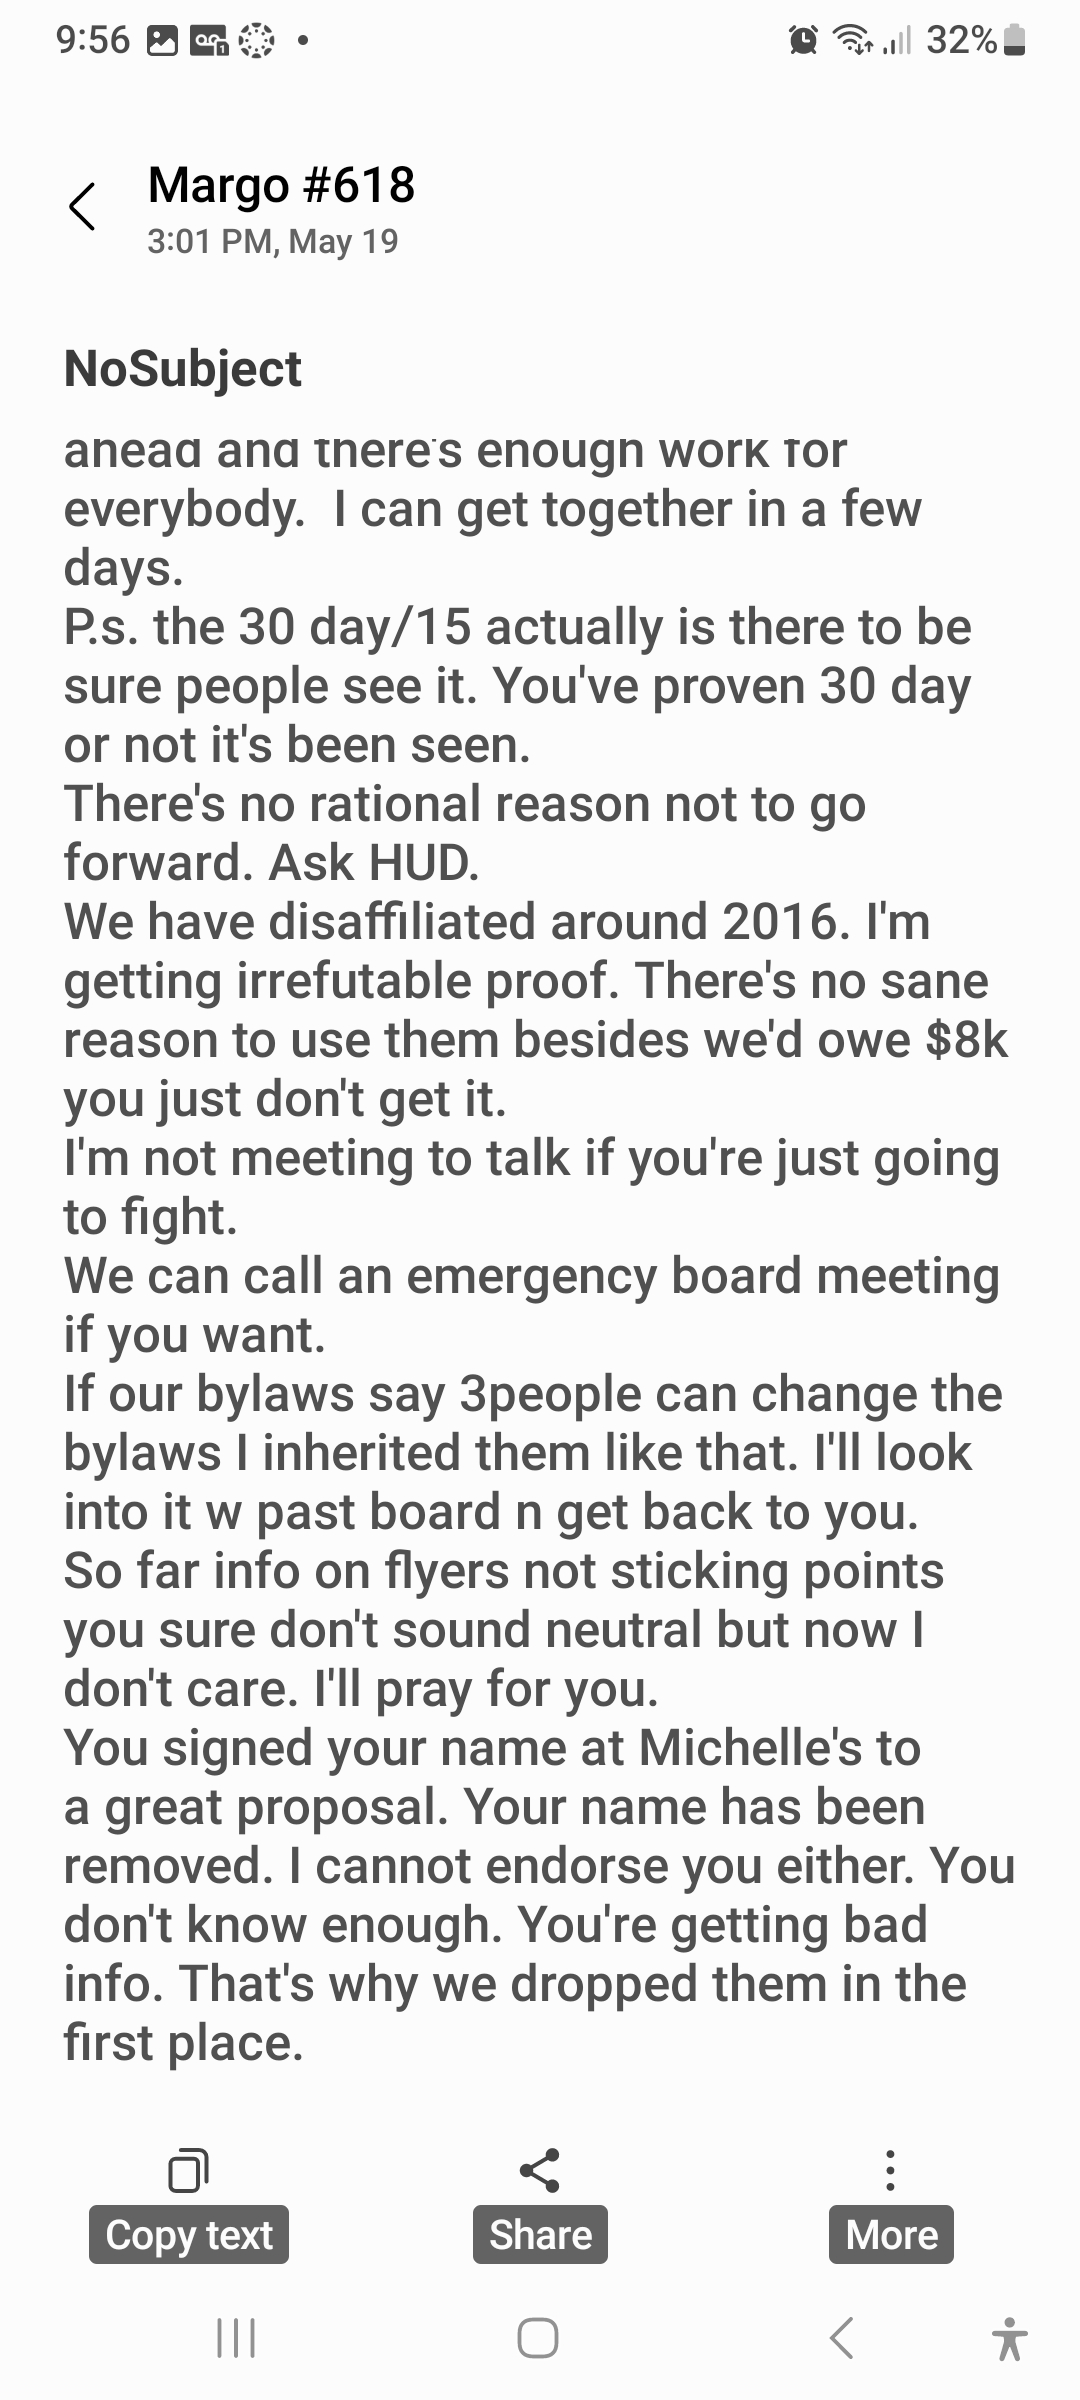 9:56
32%
Margo #618
3:01 PM, May 19
NoSubject
ahead and there's enough work for
everybody.  I can get together in a few
days.
P.s. the 30 day/15 actually is there to be
sure people see it. You've proven 30 day
or not it's been seen.
There's no rational reason not to go
forward. Ask HUD.
We have disaffiliated around 2016. I'm
getting irrefutable proof. There's no sane
reason to use them besides we'd owe $8k
you just don't get it.
I'm not meeting to talk if you're just going
to fight.
We can call an emergency board meeting
if you want.
If our bylaws say 3people can change the
bylaws I inherited them like that. I'll look
into it w past board n get back to you.
So far info on flyers not sticking points
you sure don't sound neutral but now I
don't care. I'll pray for you.
You signed your name at Michelle's to
a great proposal. Your name has been
removed. I cannot endorse you either. You
don't know enough. You're getting bad
info. That's why we dropped them in the
first place.
Copy text
Share
More